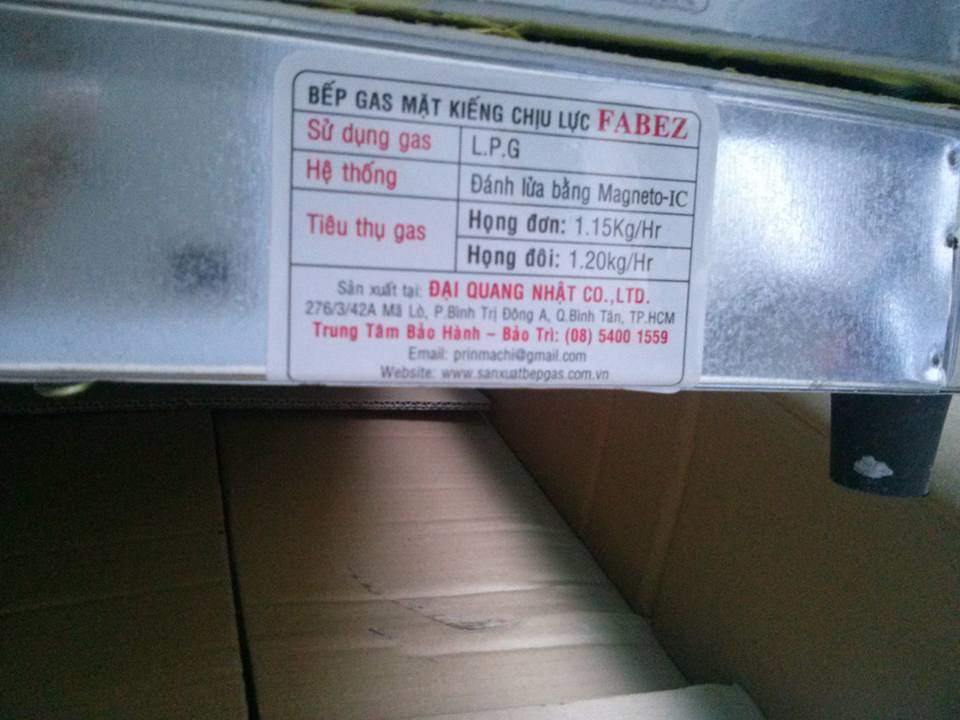 BẾP GAS MẶT KIẾNG CHỊU LỰC FABEZ
Sử dụng gas L.P.G
Hệ thống Đánh lửa bằng Magneto-IC
Tiêu thụ gas Họng đơn: 1.15Kg/Hr
Họng đôi: 1.20kg/Hr
Sản xuất tại: ĐẠI QUANG NHẬT CO.,LTD.
276/3/42A Mã Lò, P.Bình Trị Đông A, Q.Bình Tân, TP.HCM
Trung Tâm Bảo Hành – Bảo Trì: (08) 5400 1559
Email: prinmachi@gmail.com
Website: www.sanxuatbepgas.com.vn